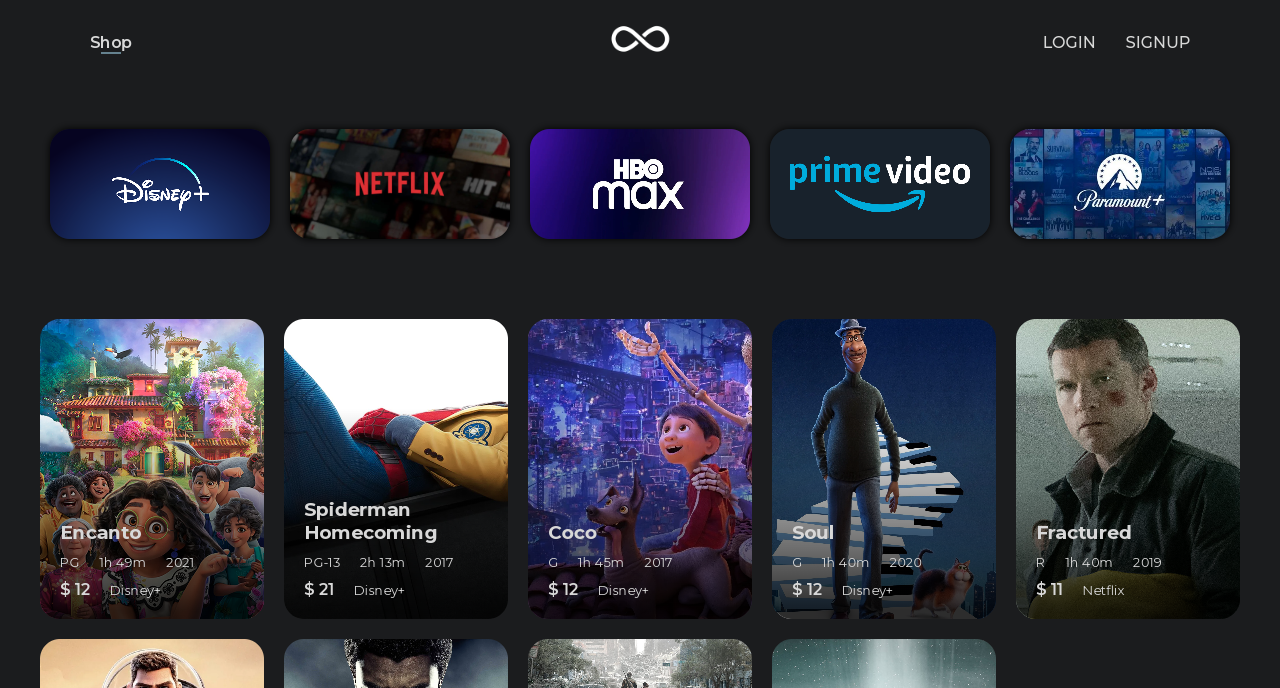 Shop
LOGIN
SIGNUP
Disney+
NETFLIX
HIT
HBO
max
prime video
Paramount+
Encanto
PG 1h 49m 2021
$ 12 Disney+
Spiderman
Homecoming
PG-13 2h 13m 2017
$ 21 Disney+
Coco
G 1h 45m 2017
$ 12 Disney+
Soul
G 1h 40m 2020
$ 12 Disney+
Fractured
R 1h 40m 2019
$ 11 Netflix